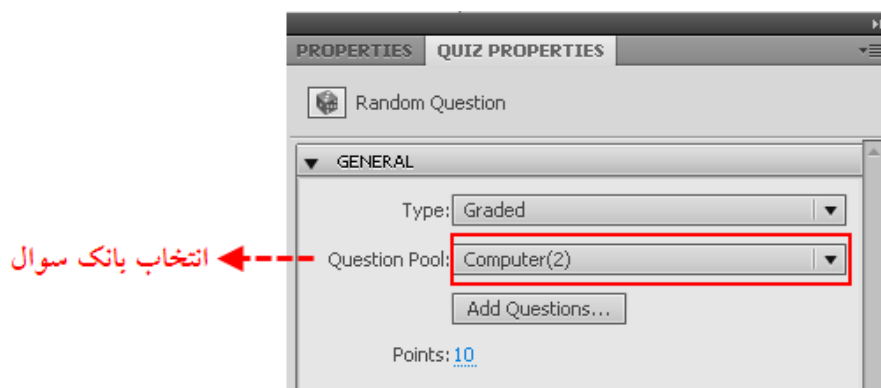 PROPERTIES QUIZ PROPERTIES
Random Question
GENERAL
Type: Graded
انتخاب بانک سوال Question Pool: Computer(2)
Add Questions...
Points: 10